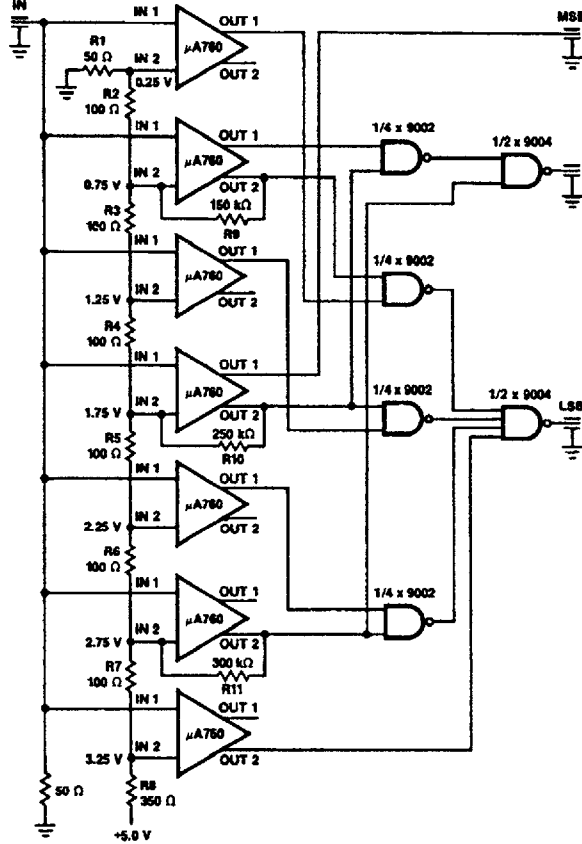 IN
IN 1
OUT 1
MSB
R1
50 Ω
μA760
IN 2
OUT 2
0.25 V
R2
100 Ω
IN 1
OUT 1
1/4 x 9002
1/2 x 9004
μA760
IN 2
OUT 2
0.75 V
150 kΩ
R9
R3
100 Ω
IN 1
OUT 1
1/4 x 9002
μA760
1.25 V
IN 2
OUT 2
R4
100 Ω
IN 1
OUT 1
1/4 x 9002
1/2 x 9004
μA760
LSB
1.75 V
IN 2
OUT 2
250 kΩ
R10
R5
100 Ω
IN 1
OUT 1
μA760
2.25 V
IN 2
OUT 2
R6
100 Ω
IN 1
OUT 1
1/4 x 9002
μA760
2.75 V
IN 2
OUT 2
300 kΩ
R11
R7
100 Ω
IN 1
OUT 1
μA760
3.25 V
IN 2
OUT 2
50 Ω
R8
350 Ω
+5.0 V